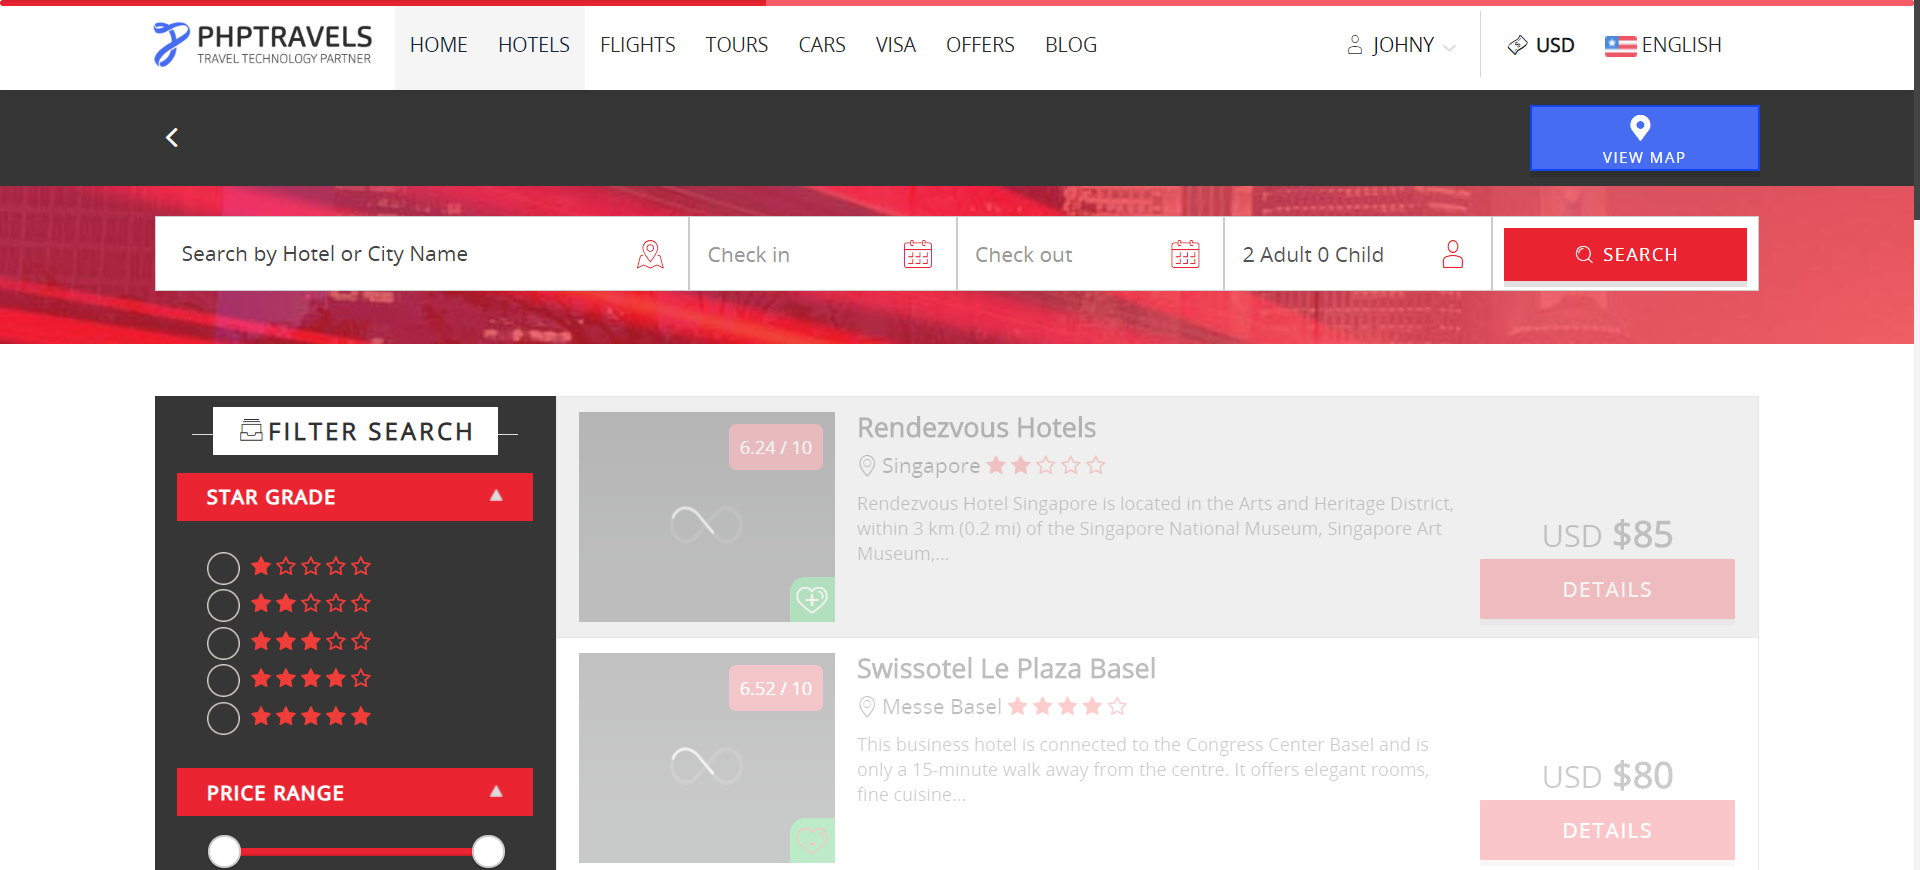 PHPTRAVELS
TRAVEL TECHNOLOGY PARTNER
HOME HOTELS FLIGHTS TOURS CARS VISA OFFERS BLOG
JOHNY USD ENGLISH
VIEW MAP
Search by Hotel or City Name
Check in
Check out
2 Adult 0 Child
SEARCH
FILTER SEARCH
STAR GRADE
PRICE RANGE
6.24 / 10
Rendezvous Hotels
Singapore
Rendezvous Hotel Singapore is located in the Arts and Heritage District,
within 3 km (0.2 mi) of the Singapore National Museum, Singapore Art
Museum,...
USD $85
DETAILS
6.52 / 10
Swissotel Le Plaza Basel
Messe Basel
This business hotel is connected to the Congress Center Basel and is
only a 15-minute walk away from the centre. It offers elegant rooms,
fine cuisine...
USD $80
DETAILS